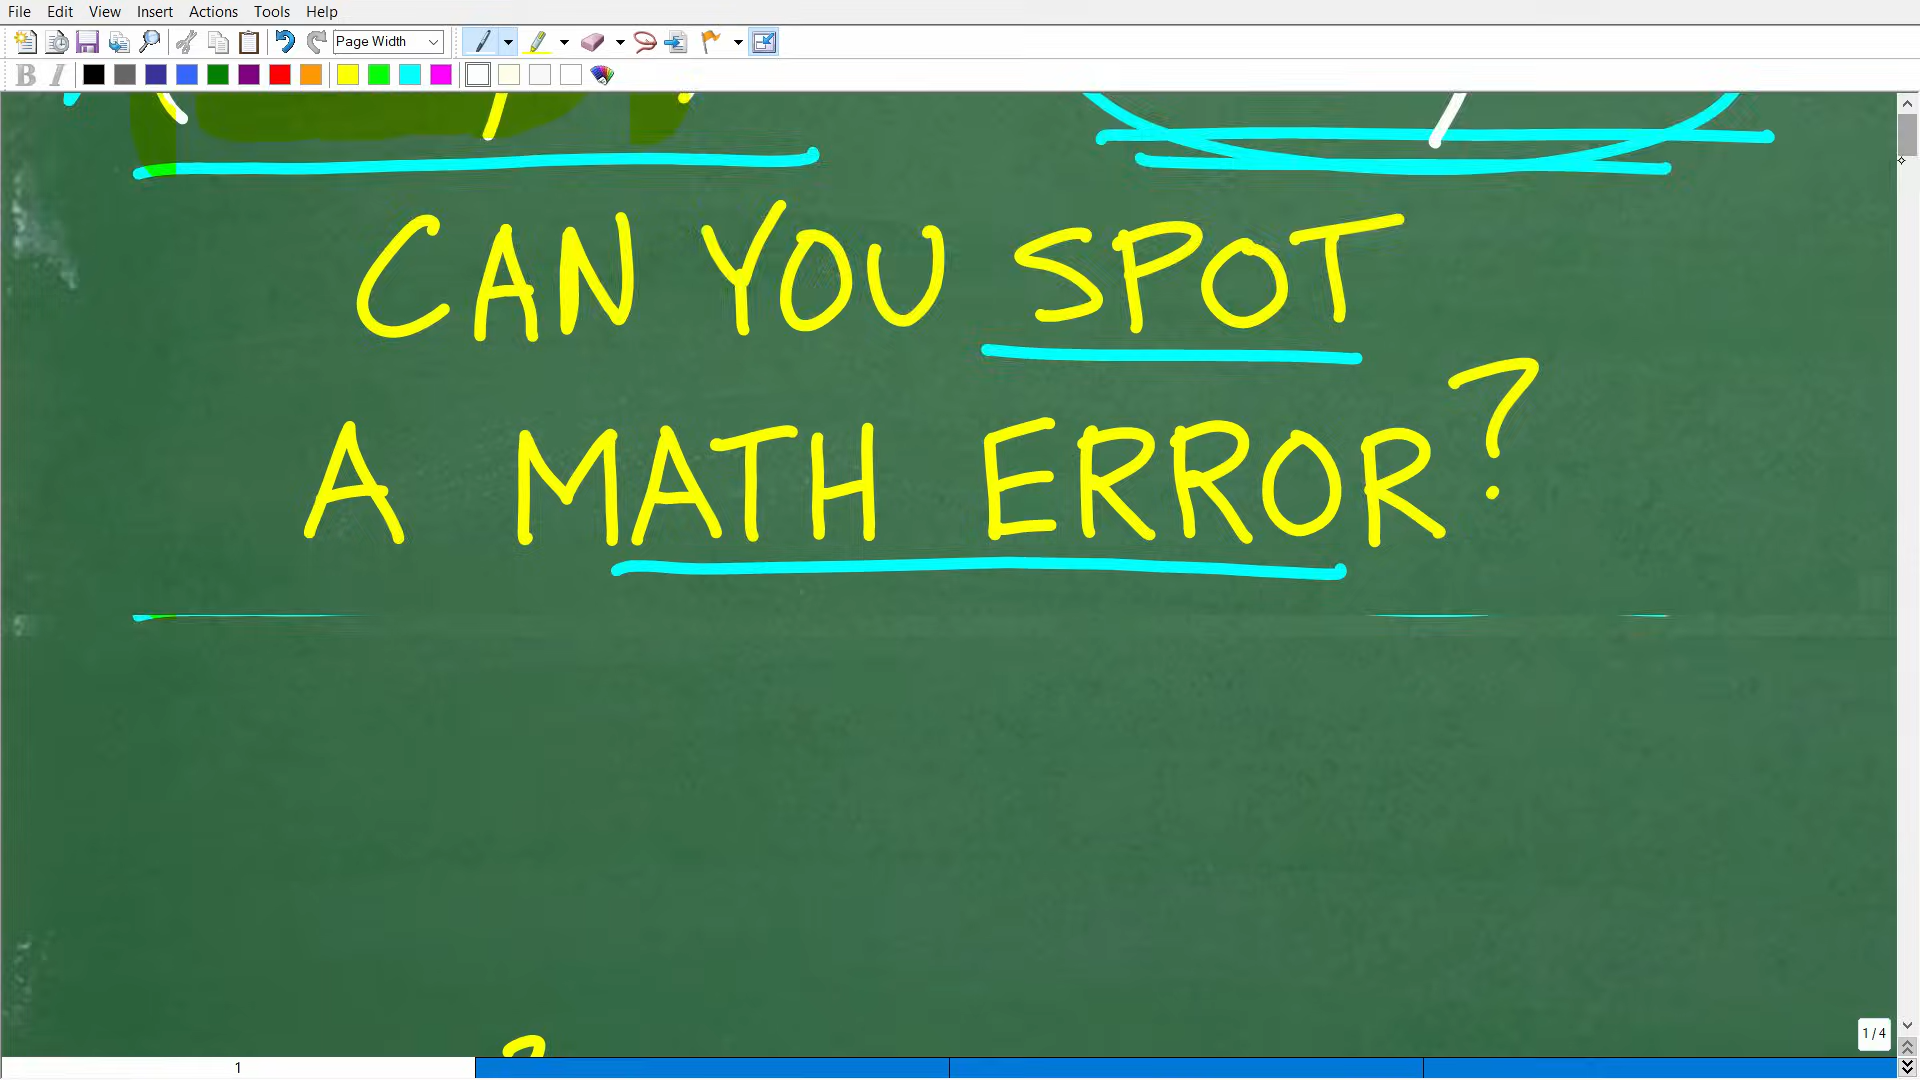 File Edit View Insert Actions Tools Help
Page Width
B I
CAN YOU SPOT
A MATH ERROR?
1 / 4
1